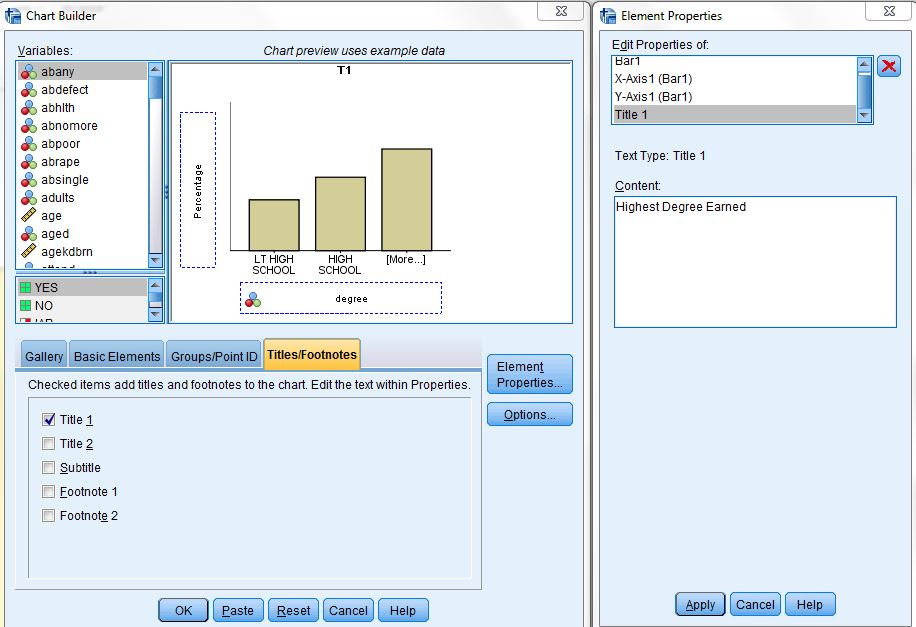 Chart Builder
Variables:
abany
abdefect
abhlth
abnomore
abpoor
abrape
absingle
adults
age
aged
agekdbrn
YES
NO
Chart preview uses example data
T1
Percentage
LT HIGH SCHOOL
HIGH SCHOOL
[More...]
degree
Gallery
Basic Elements
Groups/Point ID
Titles/Footnotes
Checked items add titles and footnotes to the chart. Edit the text within Properties.
Title 1
Title 2
Subtitle
Footnote 1
Footnote 2
Element Properties...
Options...
OK
Paste
Reset
Cancel
Help
Element Properties
Edit Properties of:
Bar1
X-Axis1 (Bar1)
Y-Axis1 (Bar1)
Title 1
Text Type: Title 1
Content:
Highest Degree Earned
Apply
Cancel
Help